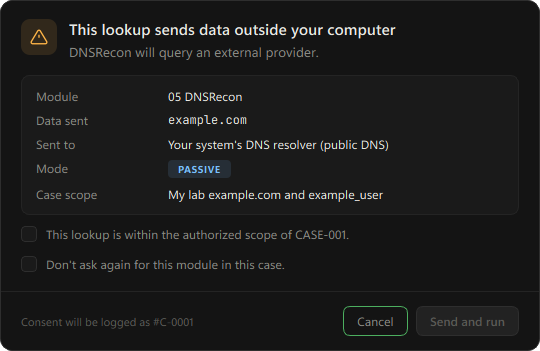 This lookup sends data outside your computer
DNSRecon will query an external provider.
Module 05 DNSRecon
Data sent example.com
Sent to Your system's DNS resolver (public DNS)
Mode PASSIVE
Case scope My lab example.com and example_user
This lookup is within the authorized scope of CASE-001.
Don't ask again for this module in this case.
Consent will be logged as #C-0001 Cancel Send and run